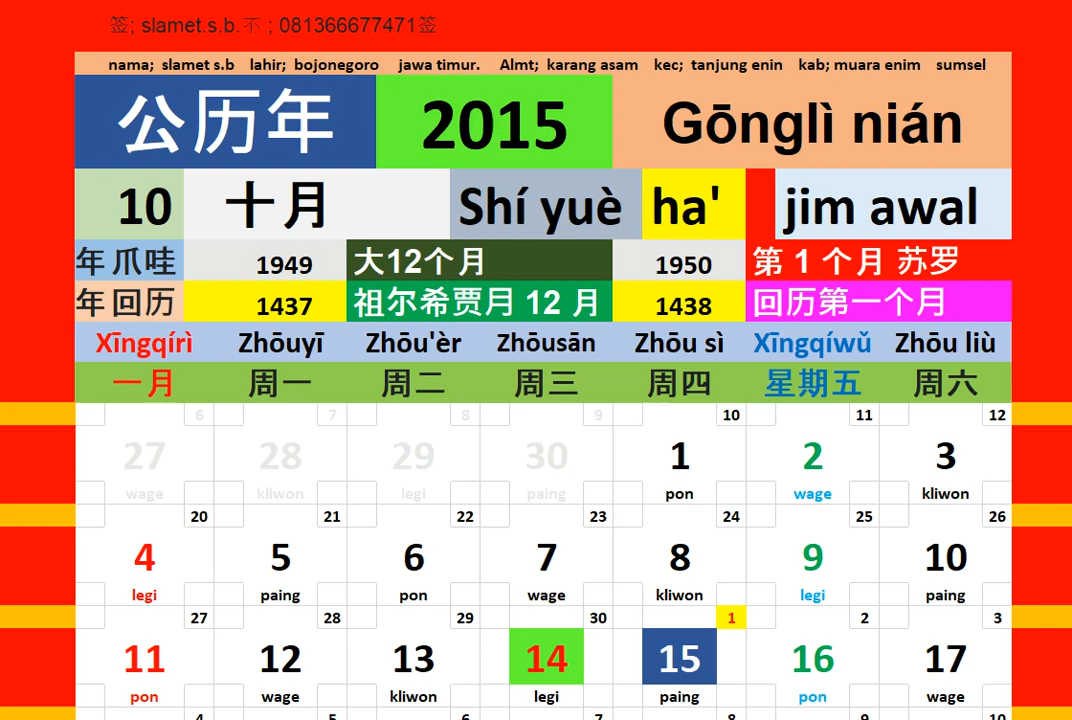 签; slamet.s.b.不 ; 081366677471签
nama; slamet s.b lahir; bojonegoro jawa timur. Almt; karang asam kec; tanjung enin kab; muara enim sumsel
公历年 2015 Gōnglì nián
10 十月 Shí yuè ha' jim awal
年 爪哇 1949 大12个月 1950 第 1 个月 苏罗
年 回历 1437 祖尔希贾月 12 月 1438 回历第一个月
Xīngqírì Zhōuyī Zhōu'èr Zhōusān Zhōu sì Xīngqíwǔ Zhōu liù
一月 周一 周二 周三 周四 星期五 周六
6 7 8 9 10 11 12
27 28 29 30 1 2 3
wage kliwon legi paing pon wage kliwon
20 21 22 23 24 25 26
4 5 6 7 8 9 10
legi paing pon wage kliwon legi paing
27 28 29 30 1 2 3
11 12 13 14 15 16 17
pon wage kliwon legi paing pon wage
4 5 6 7 8 9 10